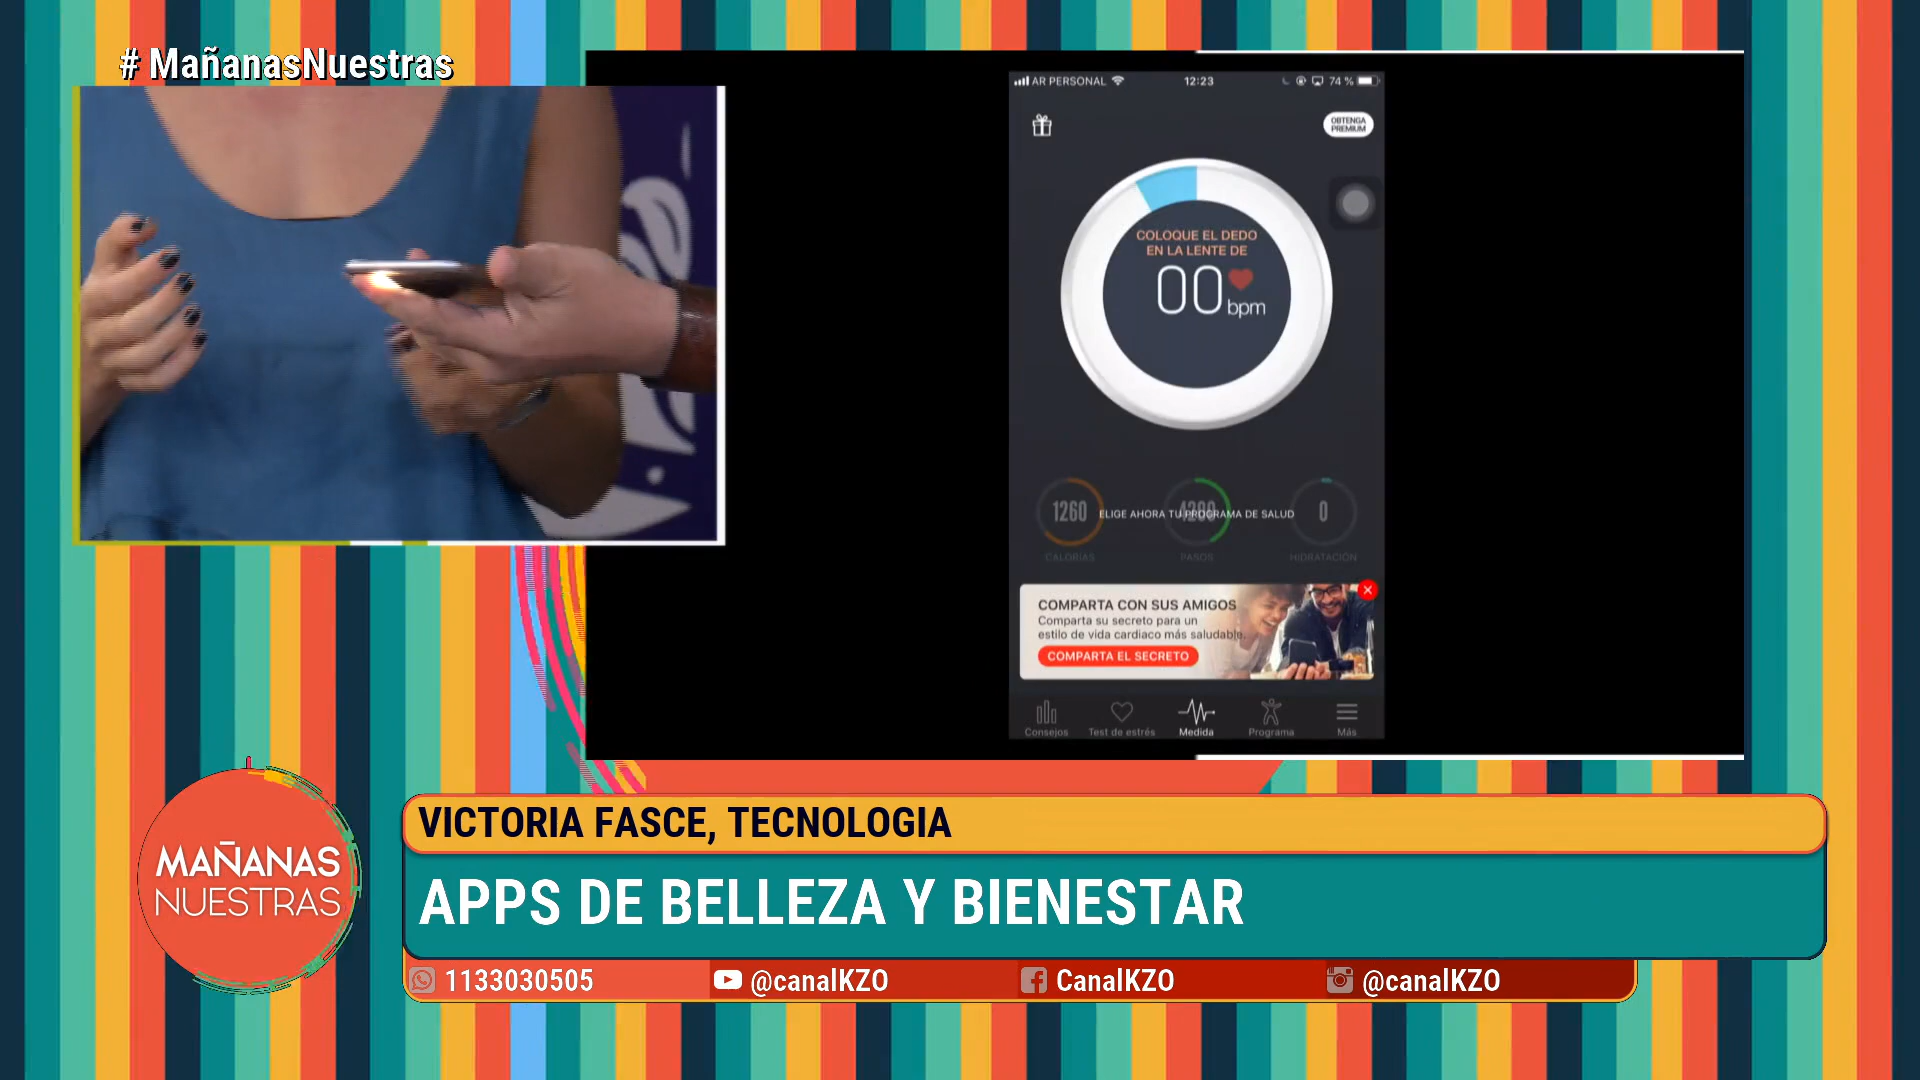 # MañanasNuestras
AR PERSONAL
12:23
74 %
OBTENGA
PREMIUM
COLOQUE EL DEDO
EN LA LENTE DE
00 bpm
1260
4200
0
ELIGE AHORA TU PROGRAMA DE SALUD
CALORÍAS
PASOS
HIDRATACIÓN
COMPARTA CON SUS AMIGOS
Comparta su secreto para un
estilo de vida cardiaco más saludable.
COMPARTA EL SECRETO
Consejos
Test de estrés
Medida
Programa
Más
MAÑANAS
NUESTRAS
VICTORIA FASCE, TECNOLOGIA
APPS DE BELLEZA Y BIENESTAR
1133030505
@canalKZO
CanalKZO
@canalKZO